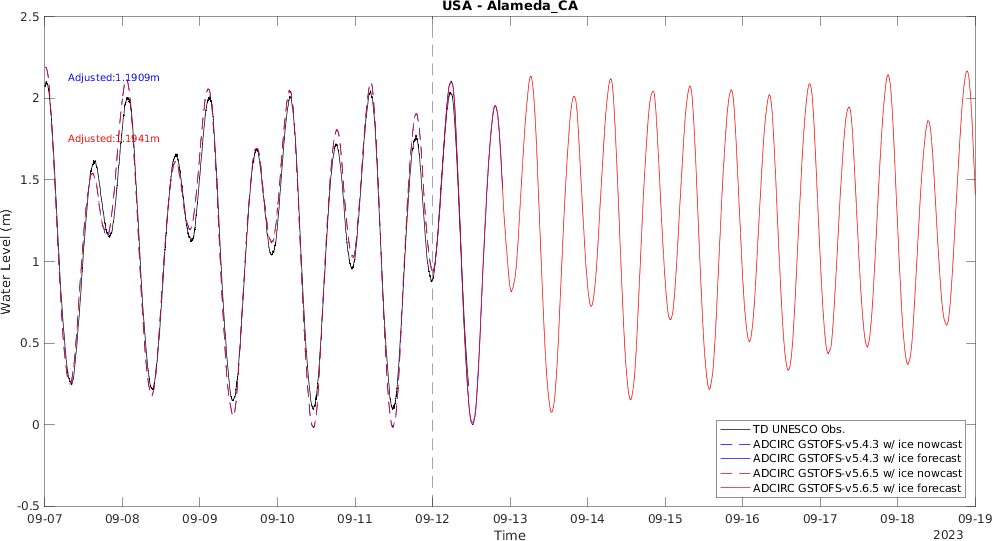 USA - Alameda_CA
2.5
2
1.5
1
0.5
0
-0.5
Water Level (m)
Adjusted:1.1909m
Adjusted:1.1941m
TD UNESCO Obs.
ADCIRC GSTOFS-v5.4.3 w/ ice nowcast
ADCIRC GSTOFS-v5.4.3 w/ ice forecast
ADCIRC GSTOFS-v5.6.5 w/ ice nowcast
ADCIRC GSTOFS-v5.6.5 w/ ice forecast
09-07 09-08 09-09 09-10 09-11 09-12 09-13 09-14 09-15 09-16 09-17 09-18 09-19
Time
2023